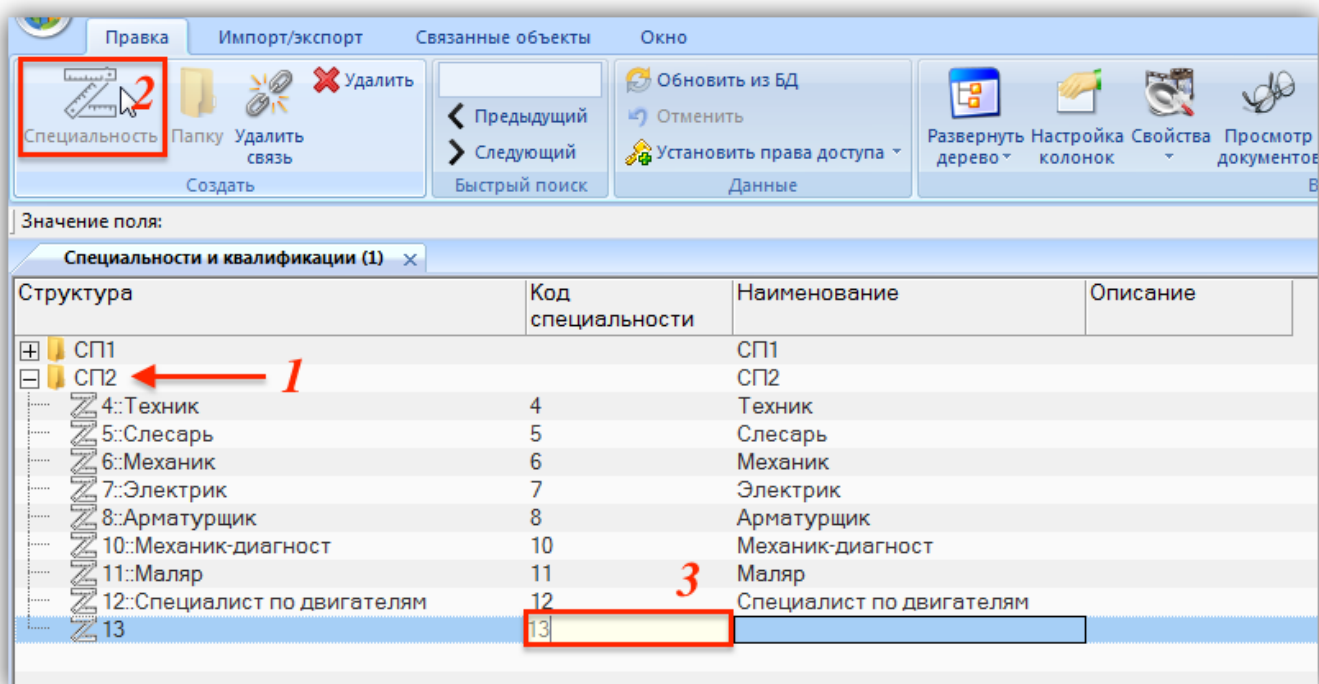 Правка Импорт/экспорт Связанные объекты Окно
2
Удалить
Обновить из БД
Предыдущий
Отменить
Специальность Папку Удалить связь
Следующий
Установить права доступа
Развернуть дерево Настройка колонок Свойства Просмотр документов
Создать Быстрый поиск Данные В
Значение поля:
Специальности и квалификации (1)
Структура Код специальности Наименование Описание
СП1 СП1
СП2 1 СП2
4::Техник 4 Техник
5::Слесарь 5 Слесарь
6::Механик 6 Механик
7::Электрик 7 Электрик
8::Арматурщик 8 Арматурщик
10::Механик-диагност 10 Механик-диагност
11::Маляр 11 3 Маляр
12::Специалист по двигателям 12 Специалист по двигателям
13 13